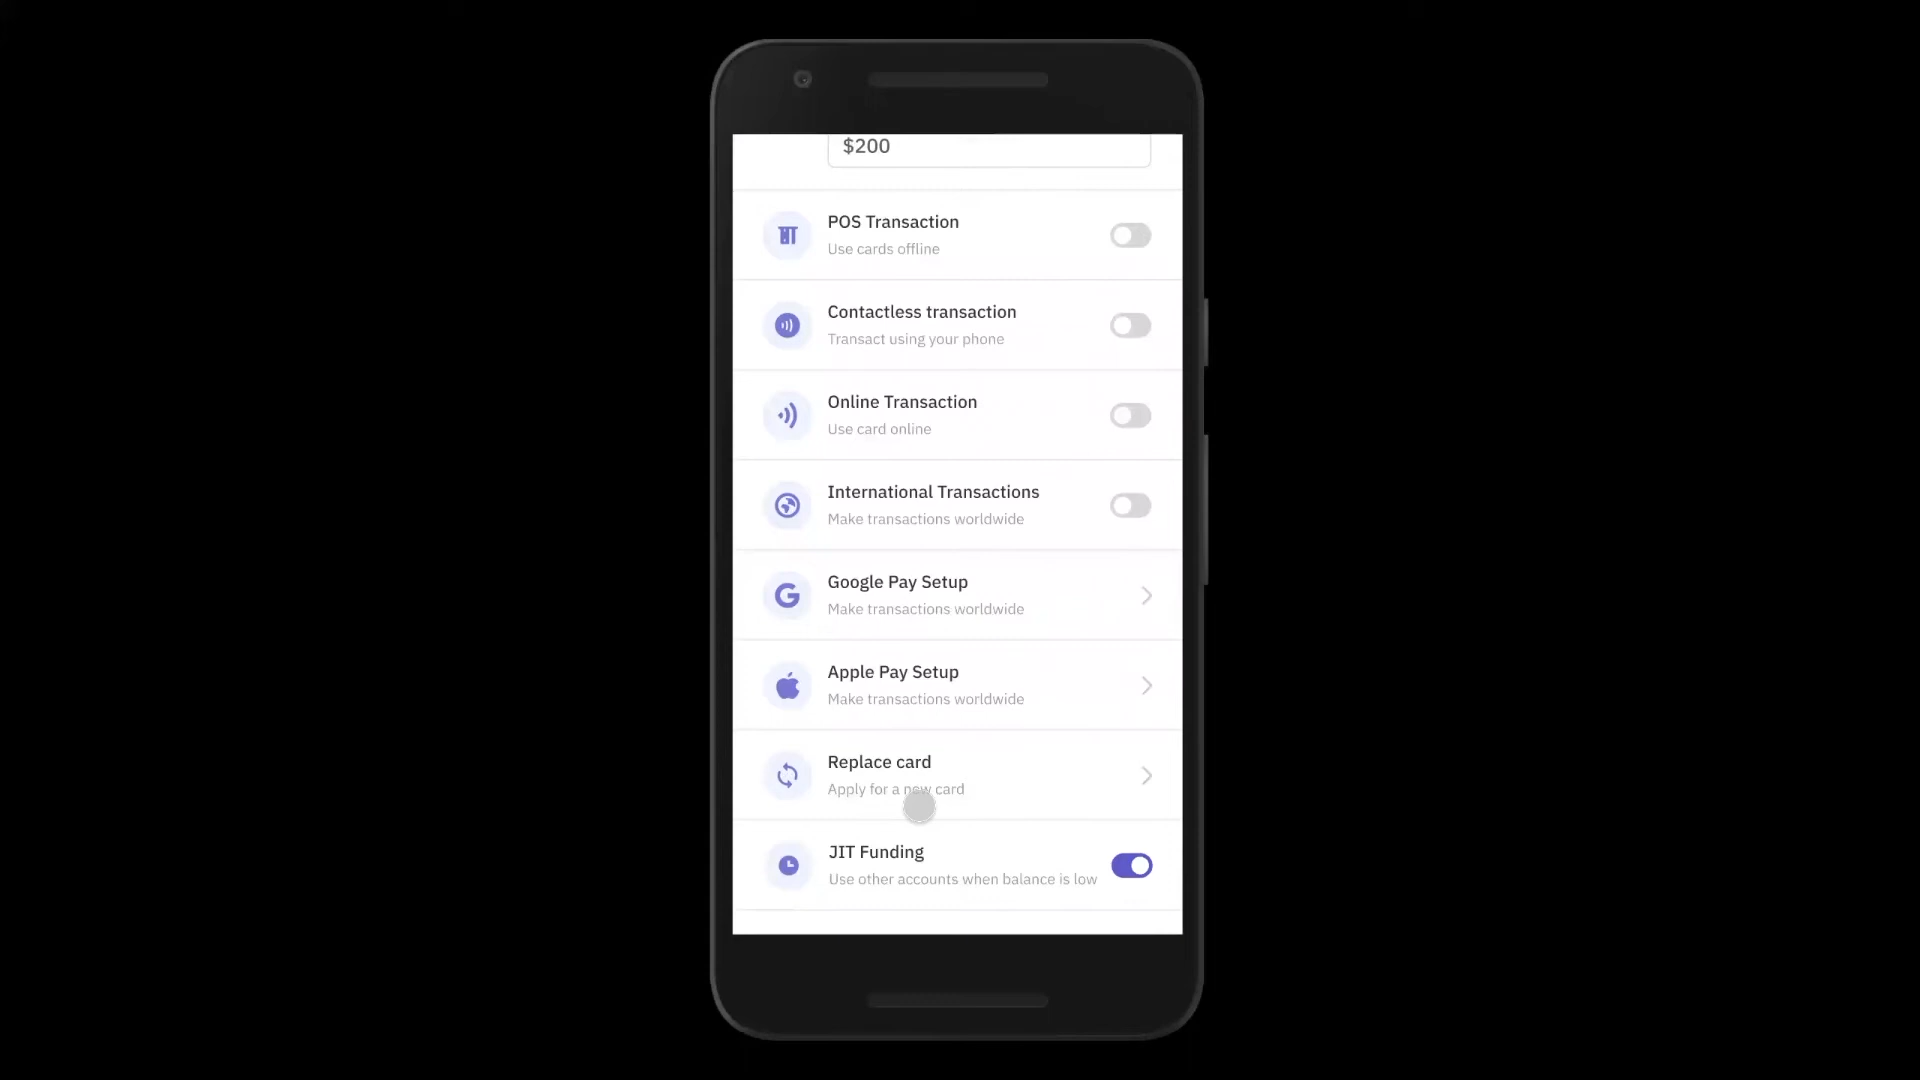 $200
POS Transaction
Use cards offline
Contactless transaction
Transact using your phone
Online Transaction
Use card online
International Transactions
Make transactions worldwide
Google Pay Setup
Make transactions worldwide
Apple Pay Setup
Make transactions worldwide
Replace card
Apply for a new card
JIT Funding
Use other accounts when balance is low